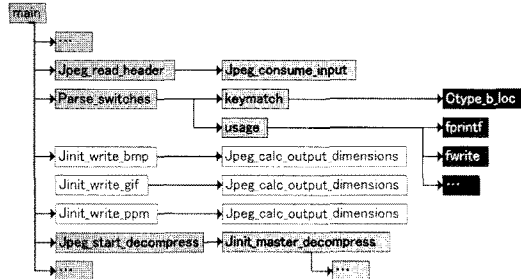 main
...
Jpeg_read_header Jpeg_consume_input
Parse_switches keymatch Ctype_b_loc
usage fprintf
Jinit_write_bmp Jpeg_calc_output_dimensions fwrite
Jinit_write_gif Jpeg_calc_output_dimensions ...
Jinit_write_ppm Jpeg_calc_output_dimensions
Jpeg_start_decompress Jinit_master_decompress
... ...